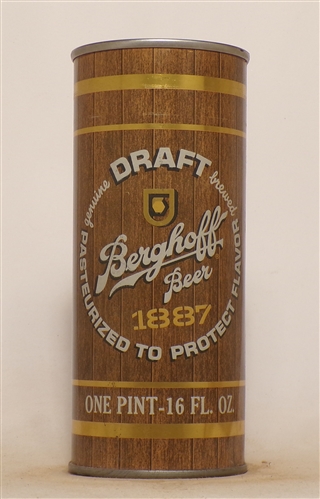 genuine DRAFT brewed
Berghoff
Beer
1887
PASTEURIZED TO PROTECT FLAVOR
ONE PINT-16 FL. OZ.